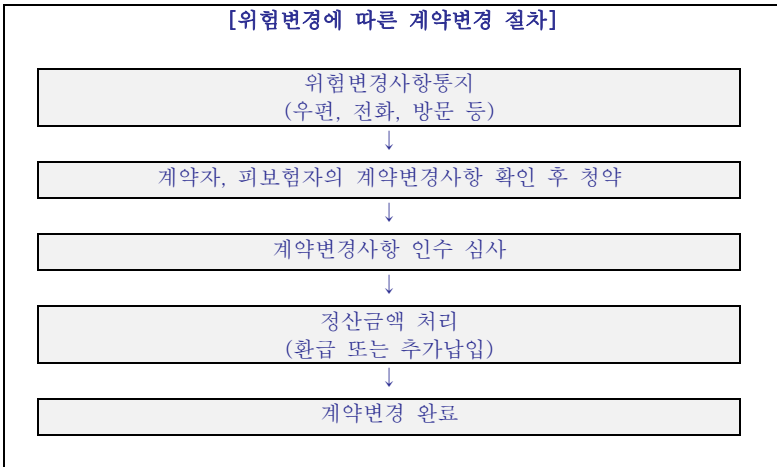 [위험변경에 따른 계약변경 절차]
위험변경사항통지
(우편, 전화, 방문 등)
↓
계약자, 피보험자의 계약변경사항 확인 후 청약
↓
계약변경사항 인수 심사
↓
정산금액 처리
(환급 또는 추가납입)
↓
계약변경 완료